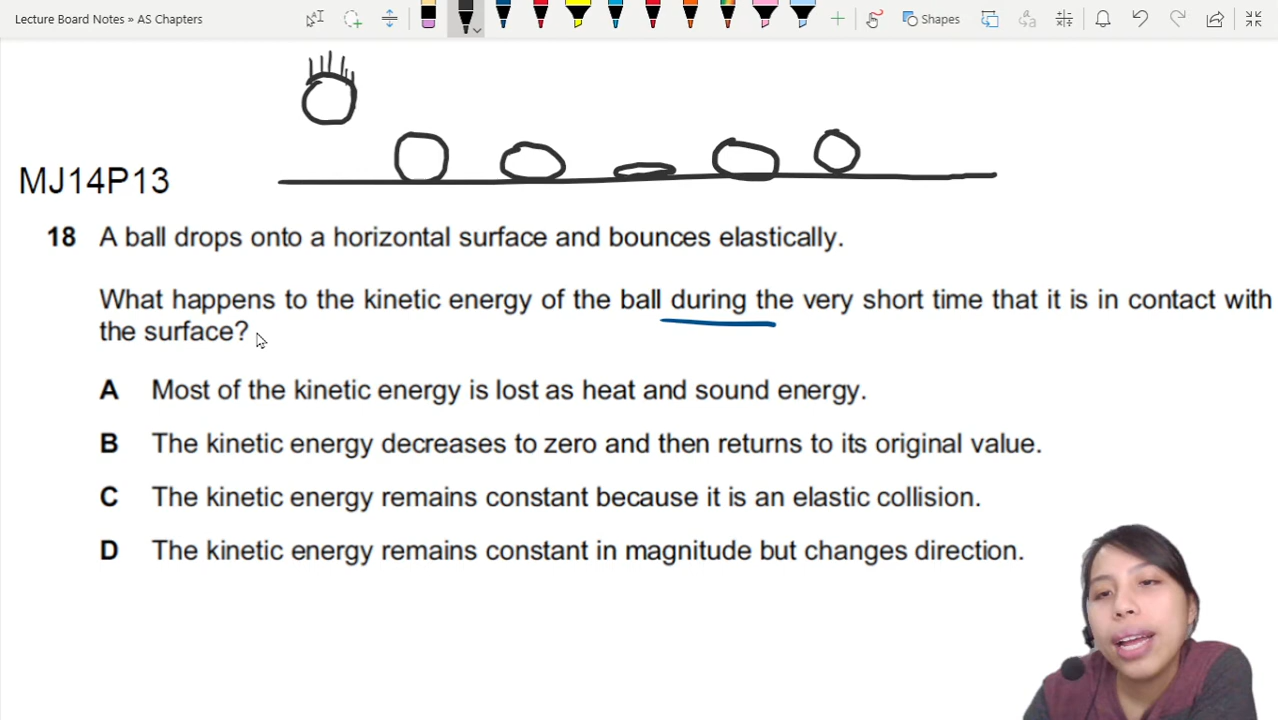 Lecture Board Notes » AS Chapters
Shapes
MJ14P13
18 A ball drops onto a horizontal surface and bounces elastically.
What happens to the kinetic energy of the ball during the very short time that it is in contact with
the surface?
A Most of the kinetic energy is lost as heat and sound energy.
B The kinetic energy decreases to zero and then returns to its original value.
C The kinetic energy remains constant because it is an elastic collision.
D The kinetic energy remains constant in magnitude but changes direction.